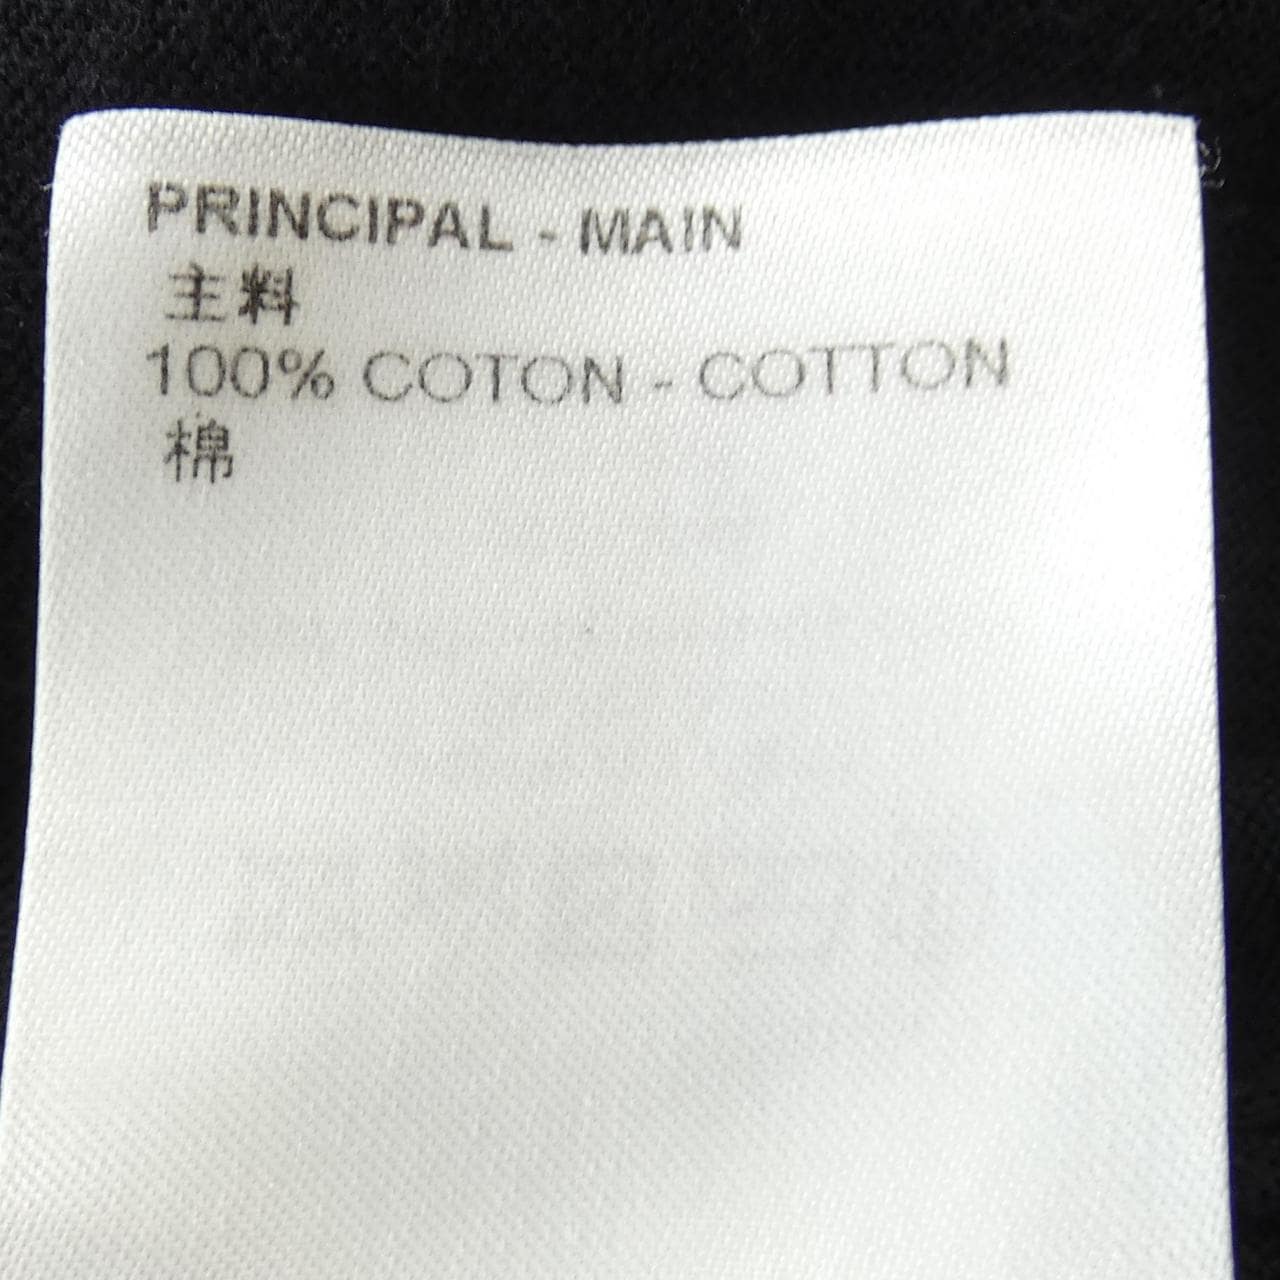 PRINCIPAL - MAIN
主料
100% COTON - COTTON
棉